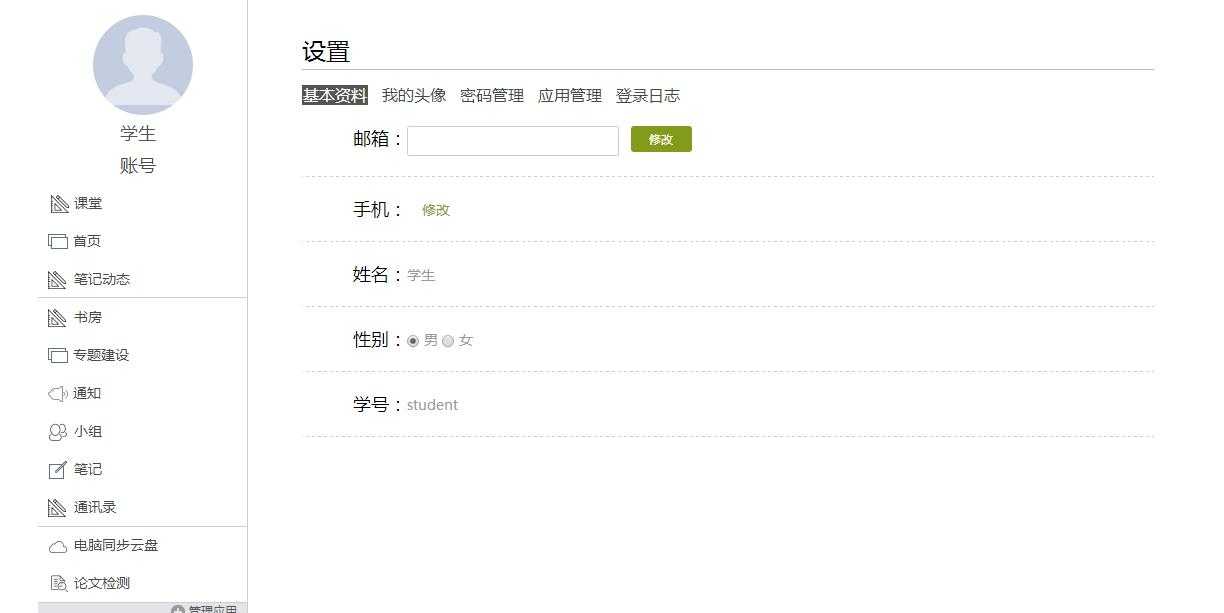 学生
账号
课堂
首页
笔记动态
书房
专题建设
通知
小组
笔记
通讯录
电脑同步云盘
论文检测
管理应用
设置
基本资料 我的头像 密码管理 应用管理 登录日志
邮箱： 修改
手机： 修改
姓名：学生
性别： 男 女
学号：student